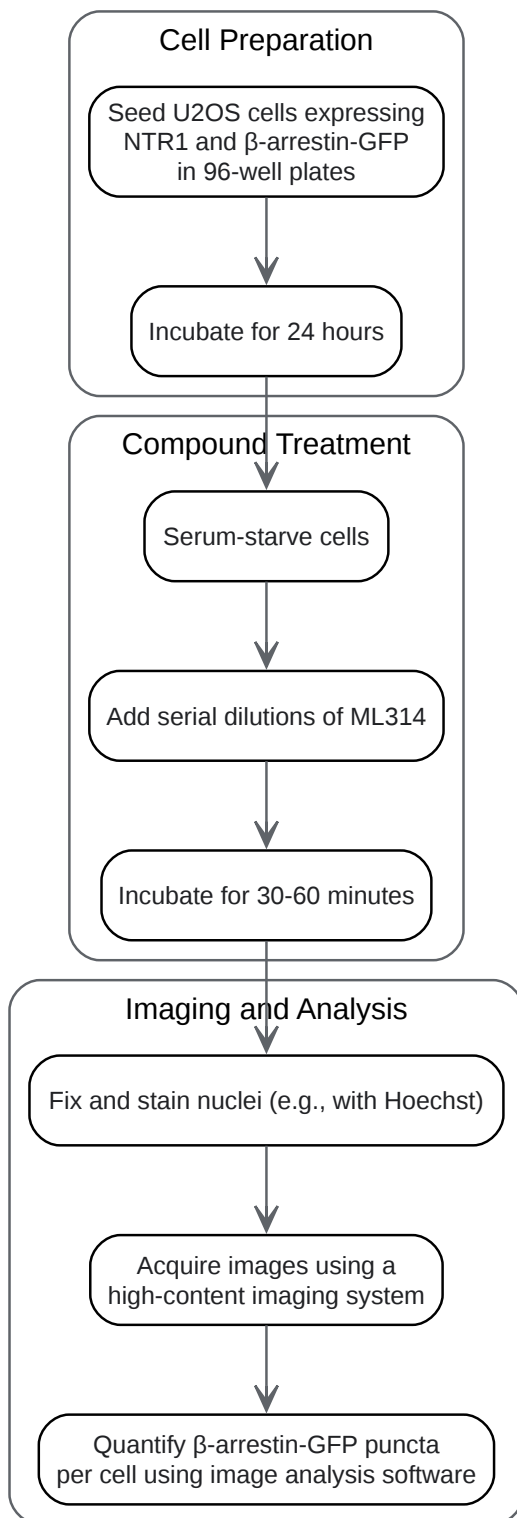 Cell Preparation
Seed U2OS cells expressing
NTR1 and β-arrestin-GFP
in 96-well plates
Incubate for 24 hours
Compound Treatment
Serum-starve cells
Add serial dilutions of ML314
Incubate for 30-60 minutes
Imaging and Analysis
Fix and stain nuclei (e.g., with Hoechst)
Acquire images using a
high-content imaging system
Quantify β-arrestin-GFP puncta
per cell using image analysis software